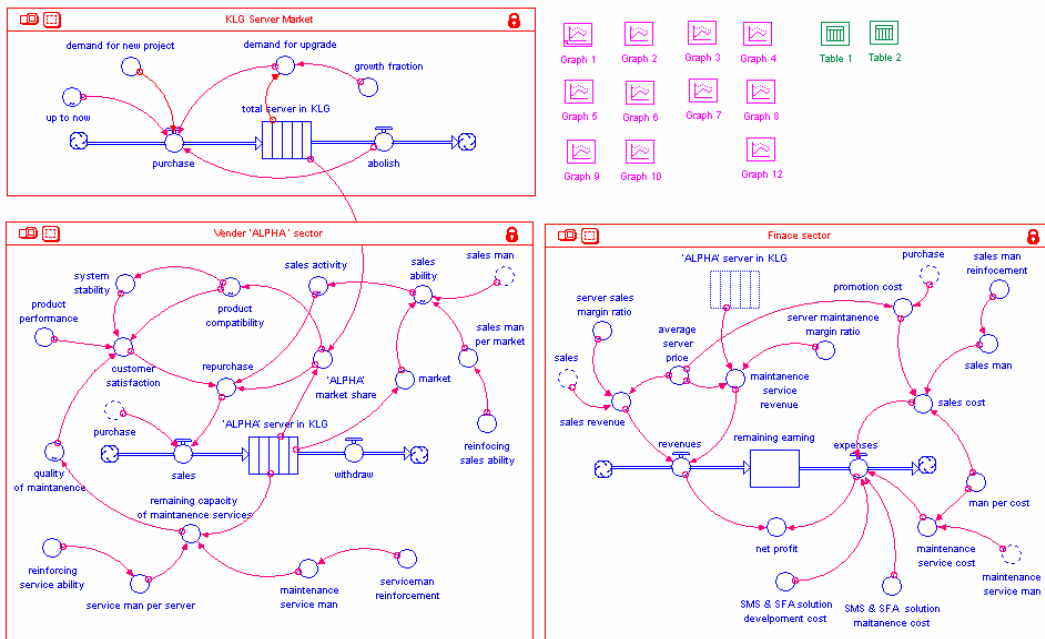 KLG Server Market
demand for new project
demand for upgrade
growth fraction
up to now
total server in KLG
purchase
abolish
Graph 1
Graph 2
Graph 3
Graph 4
Table 1
Table 2
Graph 5
Graph 6
Graph 7
Graph 8
Graph 9
Graph 10
Graph 12
Vender 'ALPHA' sector
system
stability
sales activity
sales
ability
sales man
product
performance
product
compatibility
sales man
per market
customer
satisfaction
repurchase
'ALPHA'
market share
market
purchase
'ALPHA' server in KLG
reinfocing
sales ability
quality
of maintanence
sales
withdraw
remaining capacity
of maintanence services
reinforcing
service ability
service man per server
maintenance
service man
serviceman
reinforcement
Finace sector
'ALPHA' server in KLG
purchase
sales man
reinfocement
promotion cost
server sales
margin ratio
server maintanence
margin ratio
average
server
price
sales
sales man
maintanence
service
revenue
sales revenue
sales cost
revenues
remaining earning
expenses
man per cost
net profit
maintenance
service cost
maintenance
service man
SMS & SFA solution
develpoment cost
SMS & SFA solution
maitanence cost